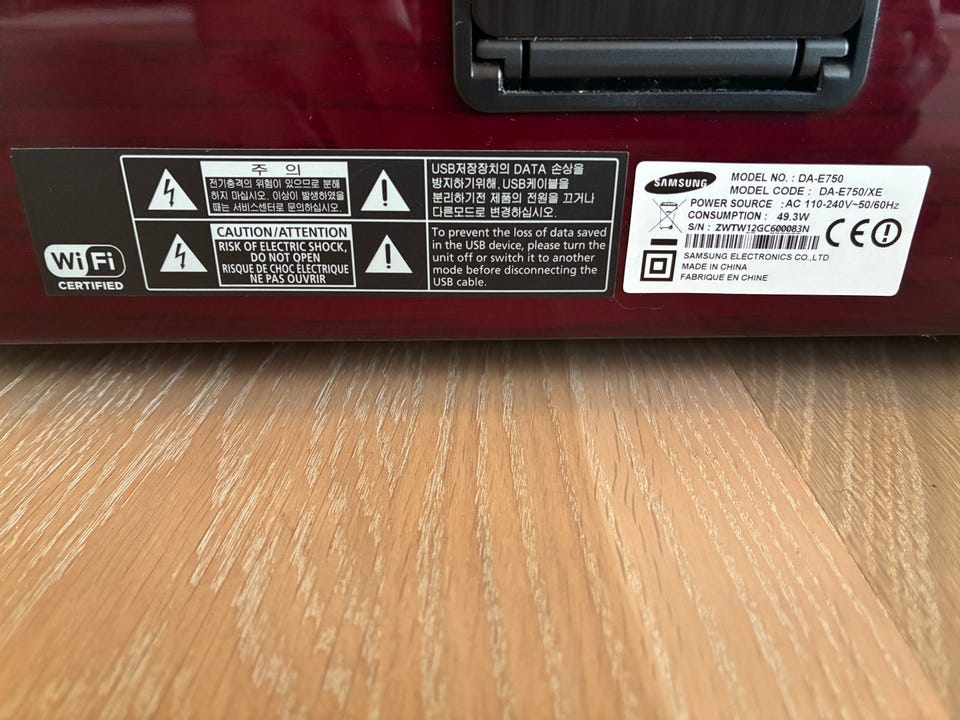 Wi Fi
CERTIFIED
주 의
전기충격의 위험이 있으므로 분해
하지 마십시오. 이상이 발생하였을
때는 서비스센터로 문의하십시오.
USB저장장치의 DATA 손상을
방지하기위해, USB케이블을
분리하기전 제품의 전원을 끄거나
다른모드로 변경하십시오.
CAUTION/ATTENTION
RISK OF ELECTRIC SHOCK,
DO NOT OPEN
RISQUE DE CHOC ÉLECTRIQUE
NE PAS OUVRIR
To prevent the loss of data saved
in the USB device, please turn the
unit off or switch it to another
mode before disconnecting the
USB cable.
SAMSUNG
MODEL NO. : DA-E750
MODEL CODE : DA-E750/XE
POWER SOURCE : AC 110-240V~50/60Hz
CONSUMPTION : 49.3W
S/N : ZWTW12GC600083N
SAMSUNG ELECTRONICS CO.,LTD
MADE IN CHINA
FABRIQUE EN CHINE
CE